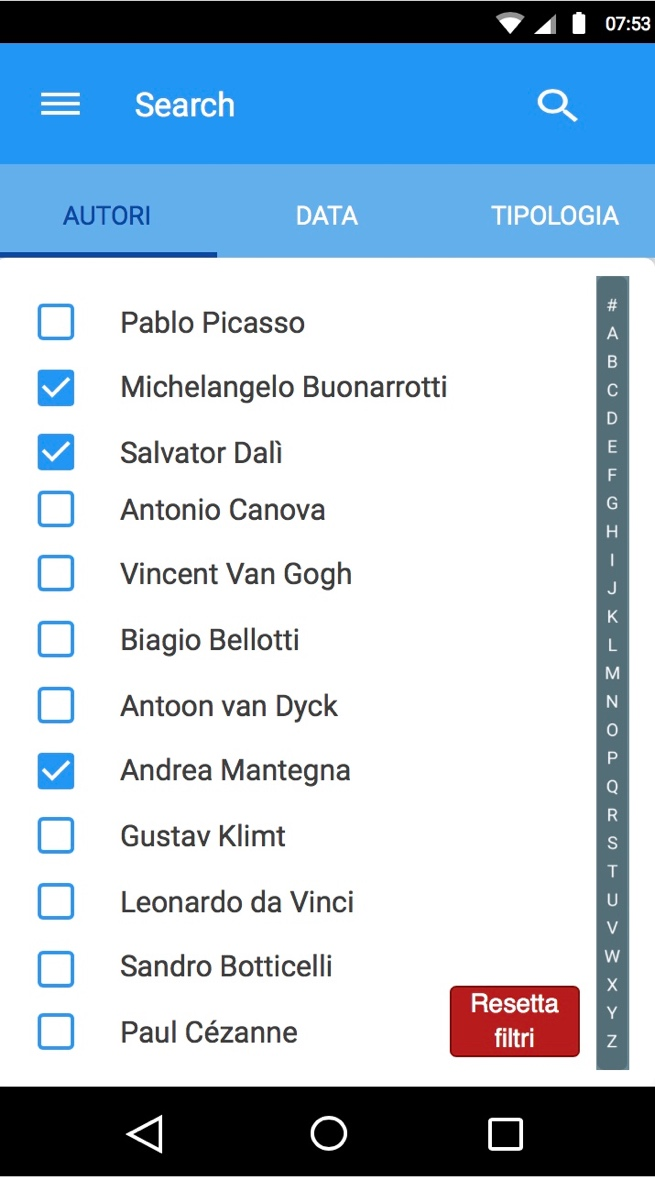 07:53
Search
AUTORI DATA TIPOLOGIA
Pablo Picasso
Michelangelo Buonarrotti
Salvator Dalì
Antonio Canova
Vincent Van Gogh
Biagio Bellotti
Antoon van Dyck
Andrea Mantegna
Gustav Klimt
Leonardo da Vinci
Sandro Botticelli
Paul Cézanne
Resetta
filtri
#
A
B
C
D
E
F
G
H
I
J
K
L
M
N
O
P
Q
R
S
T
U
V
W
X
Y
Z